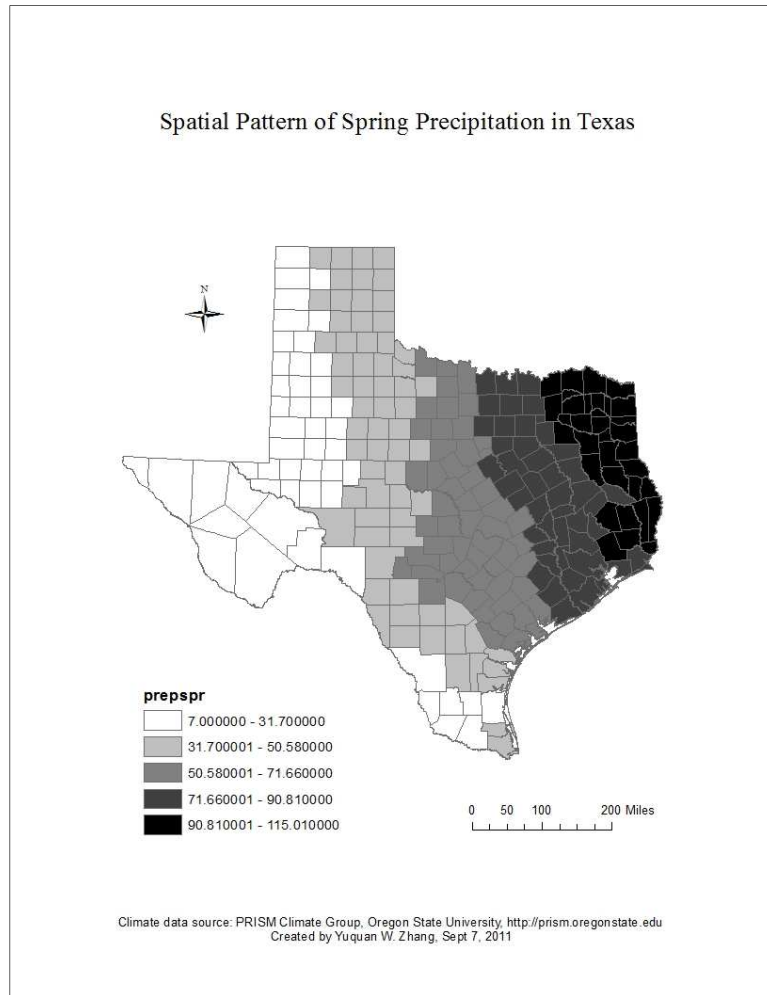 Spatial Pattern of Spring Precipitation in Texas
N
prepspr
7.000000 - 31.700000
31.700001 - 50.580000
50.580001 - 71.660000
71.660001 - 90.810000
90.810001 - 115.010000
0 50 100 200 Miles
Climate data source: PRISM Climate Group, Oregon State University, http://prism.oregonstate.edu
Created by Yuquan W. Zhang, Sept 7, 2011